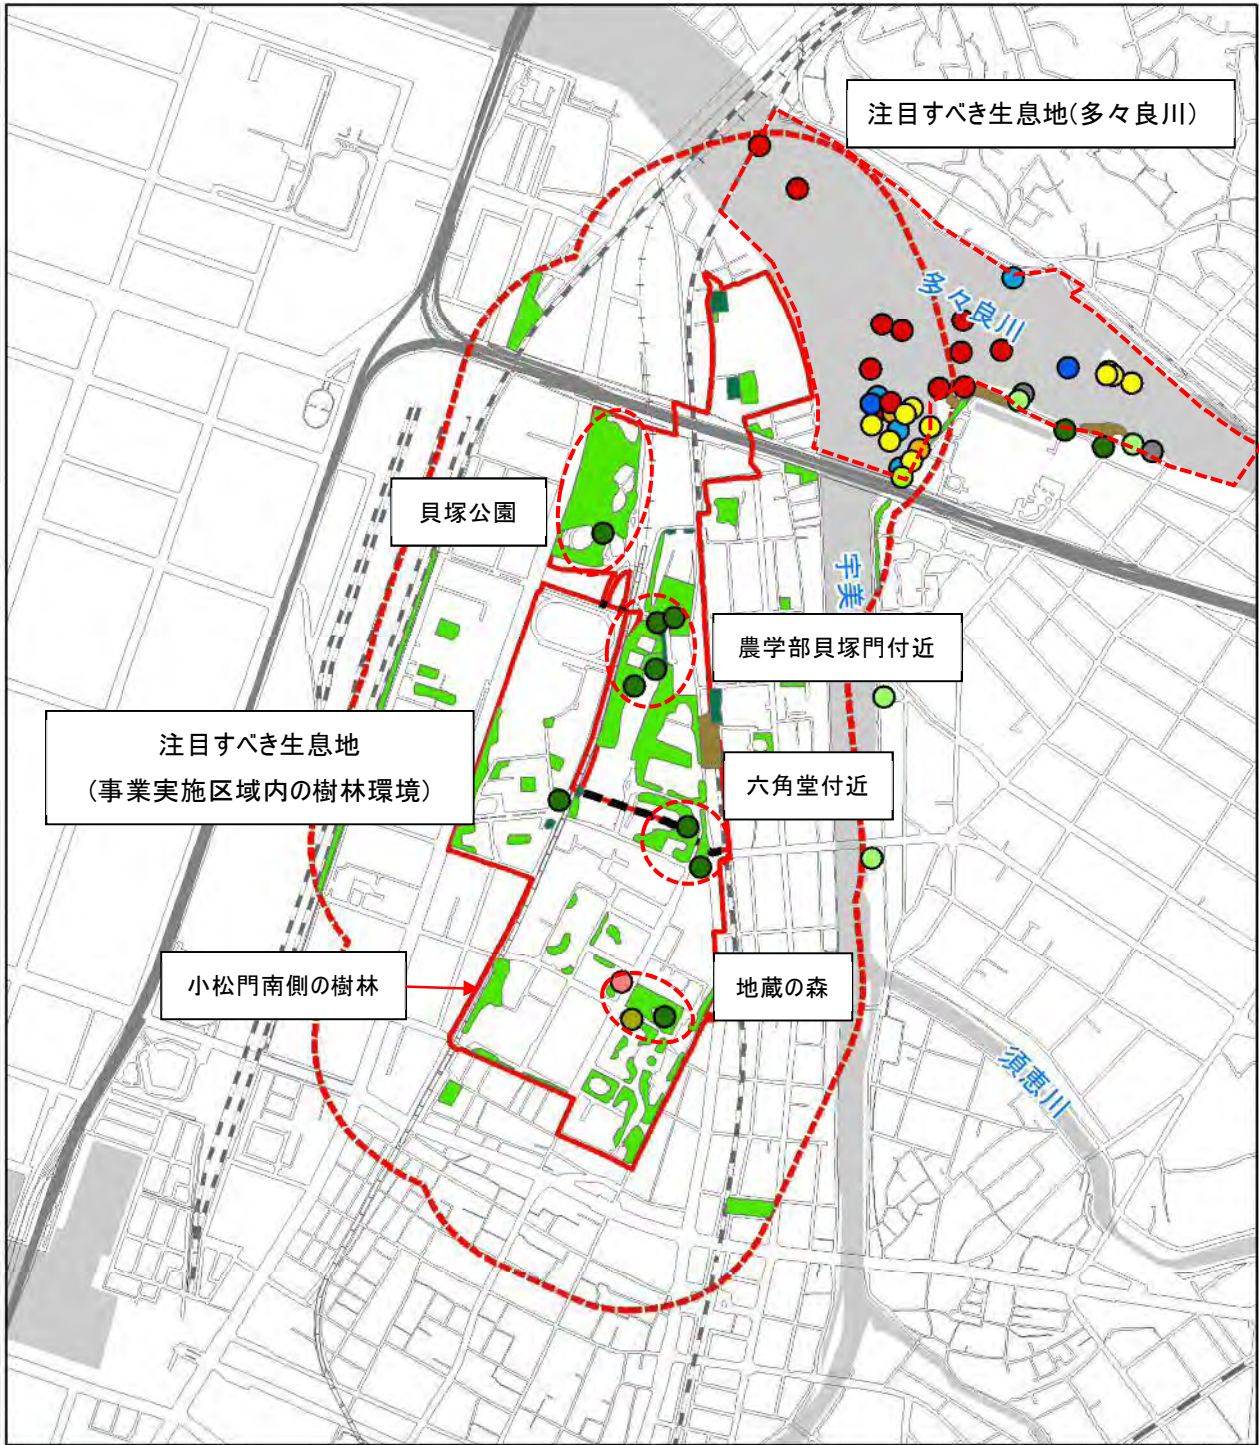 注目すべき生息地(多々良川)
多々良川
貝塚公園
宇美
農学部貝塚門付近
注目すべき生息地
(事業実施区域内の樹林環境)
六角堂付近
小松門南側の樹林
地蔵の森
須恵川